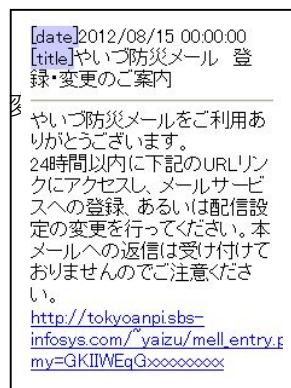 [date]2012/08/15 00:00:00
[title]やいづ防災メール　登
録・変更のご案内
やいづ防災メールをご利用あ
りがとうございます。
24時間以内に下記のURLリン
クにアクセスし、メールサービ
スへの登録、あるいは配信設
定の変更を行ってください。本
メールへの返信は受け付けて
おりませんのでご注意くださ
い。
http://tokyoanpi.sbs-
infosys.com/~yaizu/mell_entry.p
my=GKIIWEqGxxxxxxxxx